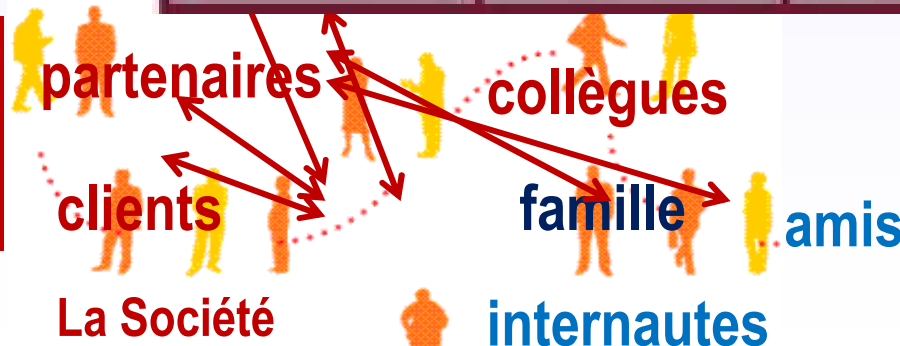 partenaires
collègues
clients
famille
amis
La Société
internautes